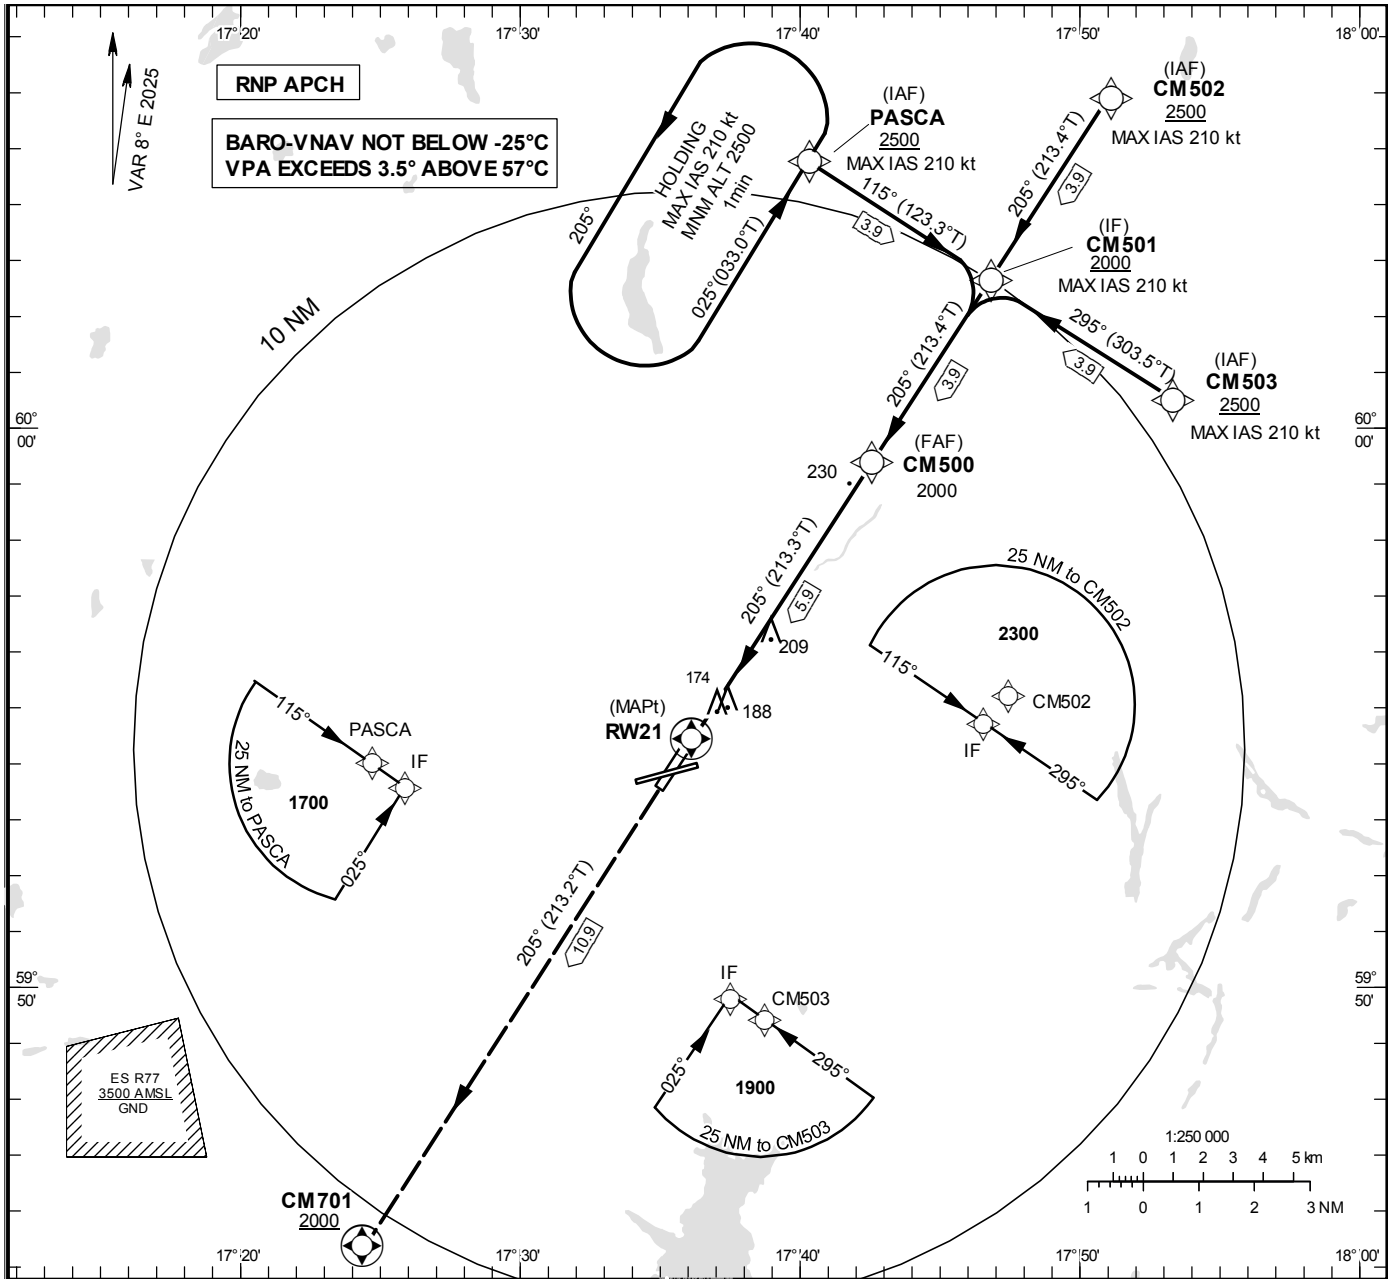 17°20'
17°30'
17°40'
17°50'
18°00'
VAR 8° E 2025
RNP APCH
BARO-VNAV NOT BELOW -25°C
VPA EXCEEDS 3.5° ABOVE 57°C
HOLDING
MAX IAS 210 kt
MNM ALT 2500
1min
205°
025°(033.0°T)
(IAF)
PASCA
2500
MAX IAS 210 kt
(IAF)
CM502
2500
MAX IAS 210 kt
205° (213.4°T)
3.9
115° (123.3°T)
3.9
(IF)
CM501
2000
MAX IAS 210 kt
295° (303.5°T)
3.9
(IAF)
CM503
2500
MAX IAS 210 kt
10 NM
205° (213.4°T)
3.9
60°
00'
60°
00'
(FAF)
CM500
2000
230
205° (213.3°T)
5.9
209
174
188
(MAPt)
RW21
25 NM to CM502
2300
115°
CM502
IF
295°
115°
PASCA
IF
25 NM to PASCA
1700
025°
205° (213.2°T)
10.9
59°
50'
59°
50'
IF
CM503
025°
295°
1900
25 NM to CM503
ES R77
3500 AMSL
GND
CM701
2000
1:250 000
1 0 1 2 3 4 5 km
1 0 1 2 3 NM
17°20'
17°30'
17°40'
17°50'
18°00'